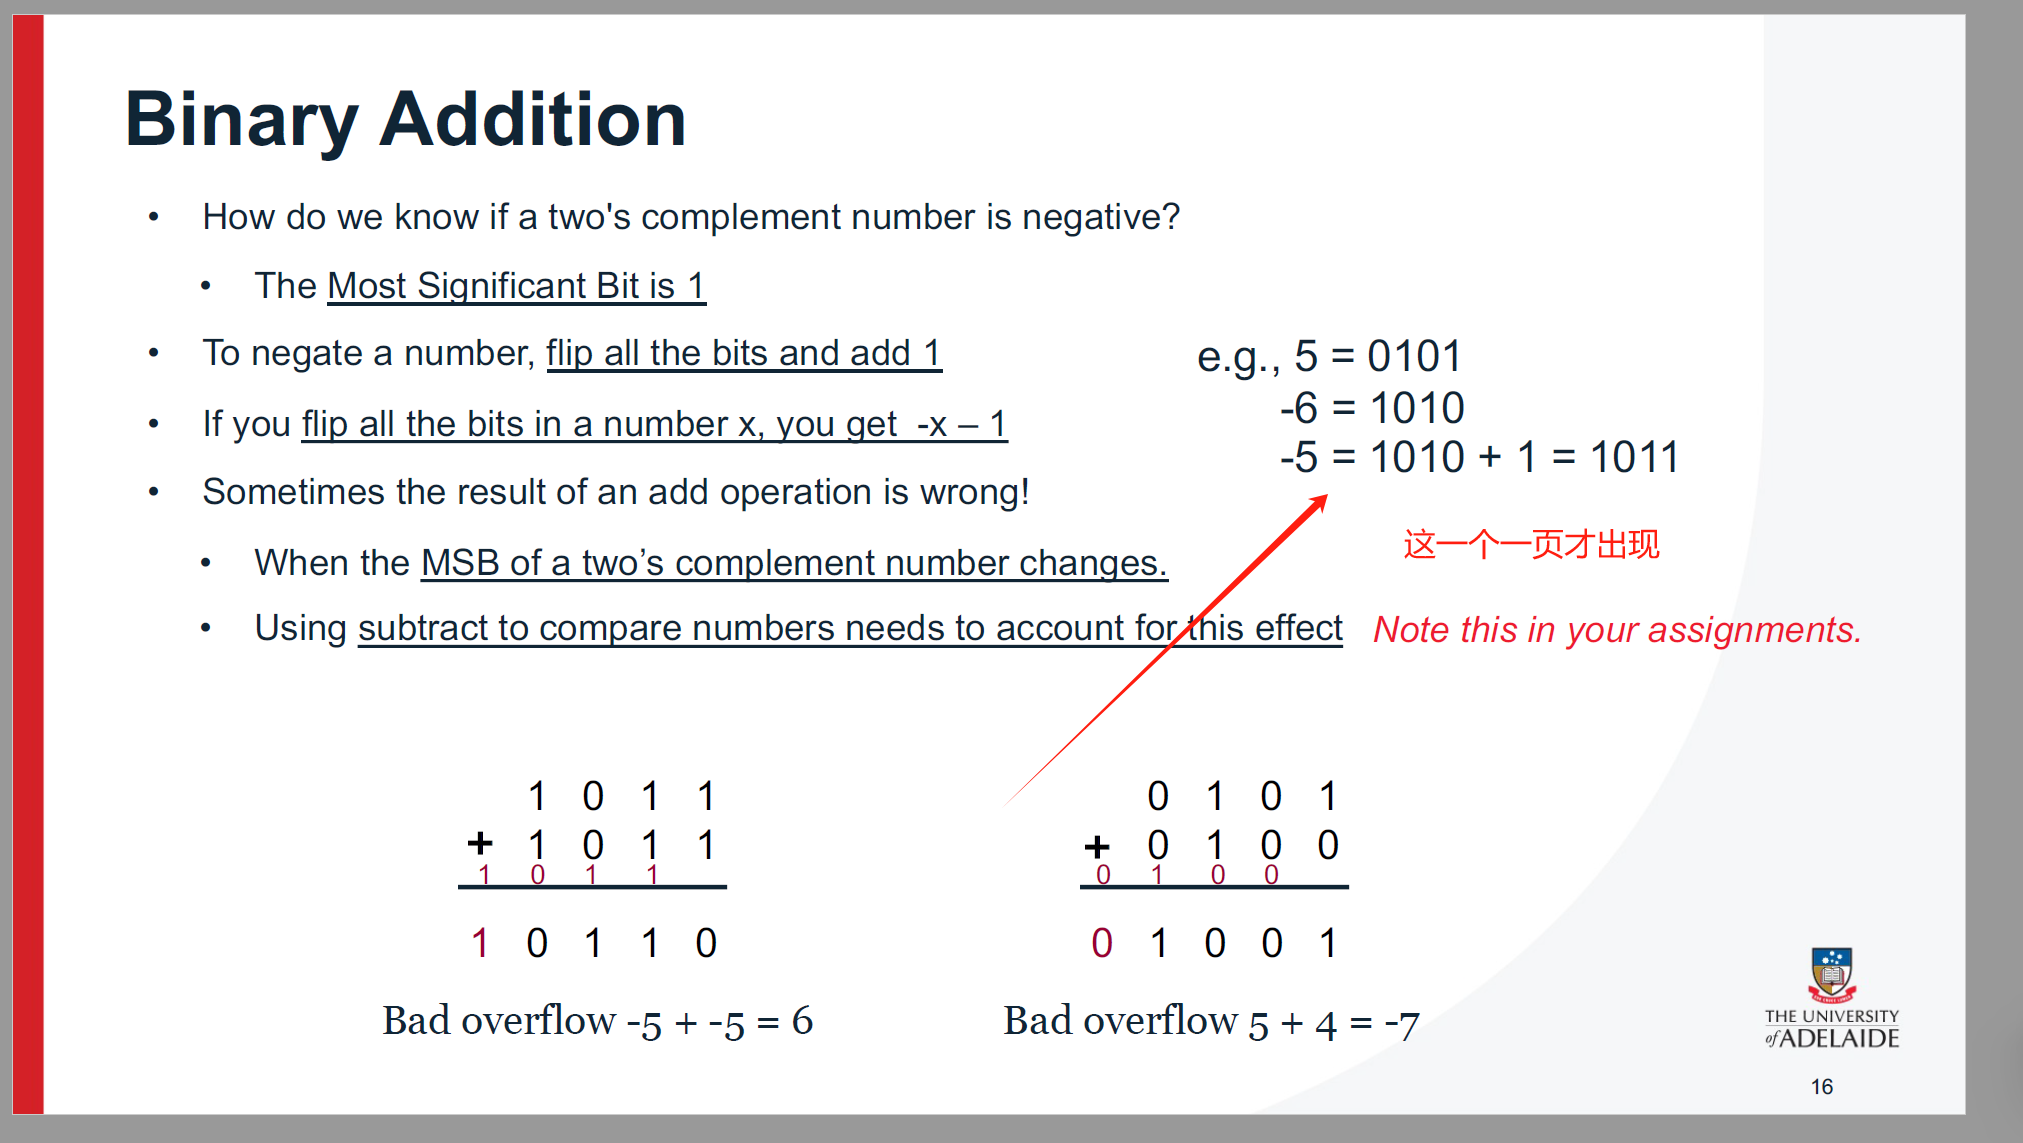 Binary Addition
• How do we know if a two's complement number is negative?
• The Most Significant Bit is 1
• To negate a number, flip all the bits and add 1
• If you flip all the bits in a number x, you get -x – 1
• Sometimes the result of an add operation is wrong!
• When the MSB of a two’s complement number changes.
• Using subtract to compare numbers needs to account for this effect
Note this in your assignments.
e.g., 5 = 0101
-6 = 1010
-5 = 1010 + 1 = 1011
这一个一页才出现
1 0 1 1
+ 1 0 1 1
1 0 1 1
1 0 1 1 0
Bad overflow -5 + -5 = 6
0 1 0 1
+ 0 1 0 0
0 1 0 0
0 1 0 0 1
Bad overflow 5 + 4 = -7
THE UNIVERSITY
of ADELAIDE
16